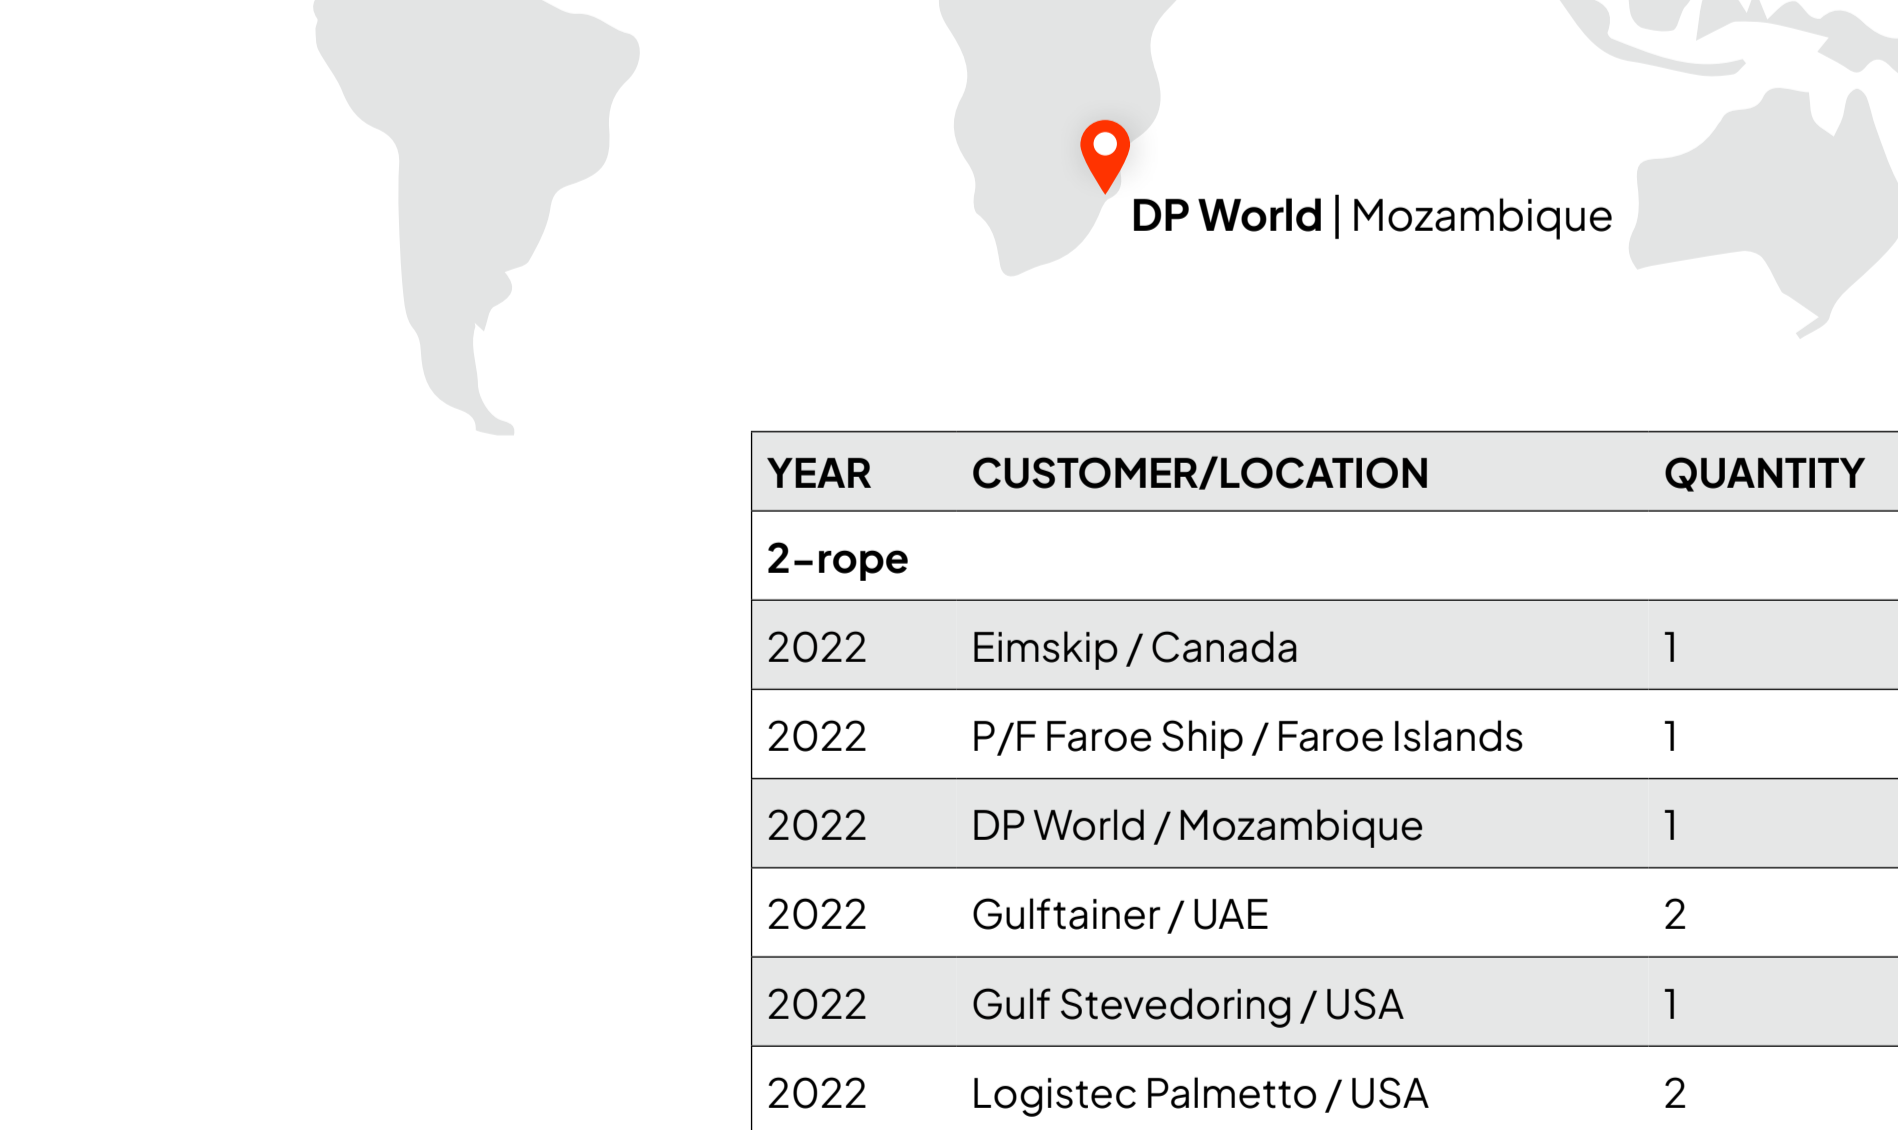 DP World | Mozambique
YEAR CUSTOMER/LOCATION QUANTITY
2-rope
2022 Eimskip / Canada 1
2022 P/F Faroe Ship / Faroe Islands 1
2022 DP World / Mozambique 1
2022 Gulftainer / UAE 2
2022 Gulf Stevedoring / USA 1
2022 Logistec Palmetto / USA 2